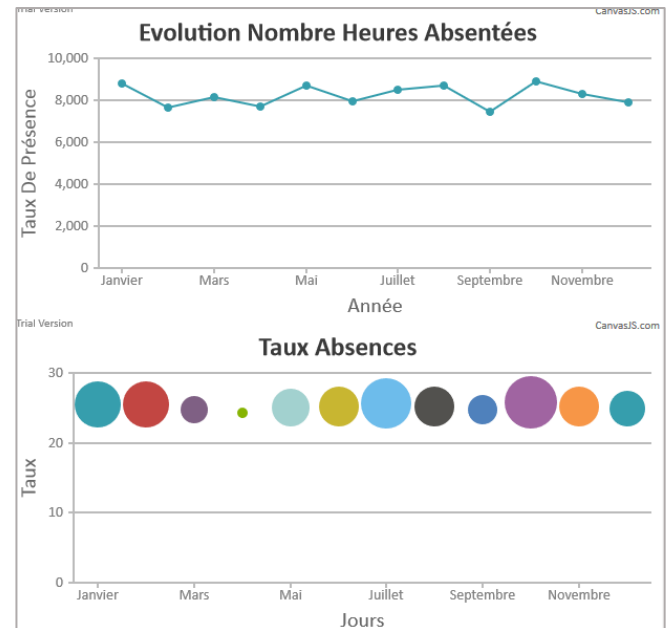 Trial Version
CanvasJS.com
Evolution Nombre Heures Absentées
Taux De Présence
10,000
8,000
6,000
4,000
2,000
0
Janvier Mars Mai Juillet Septembre Novembre
Année
Trial Version
CanvasJS.com
Taux Absences
Taux
30
20
10
0
Janvier Mars Mai Juillet Septembre Novembre
Jours